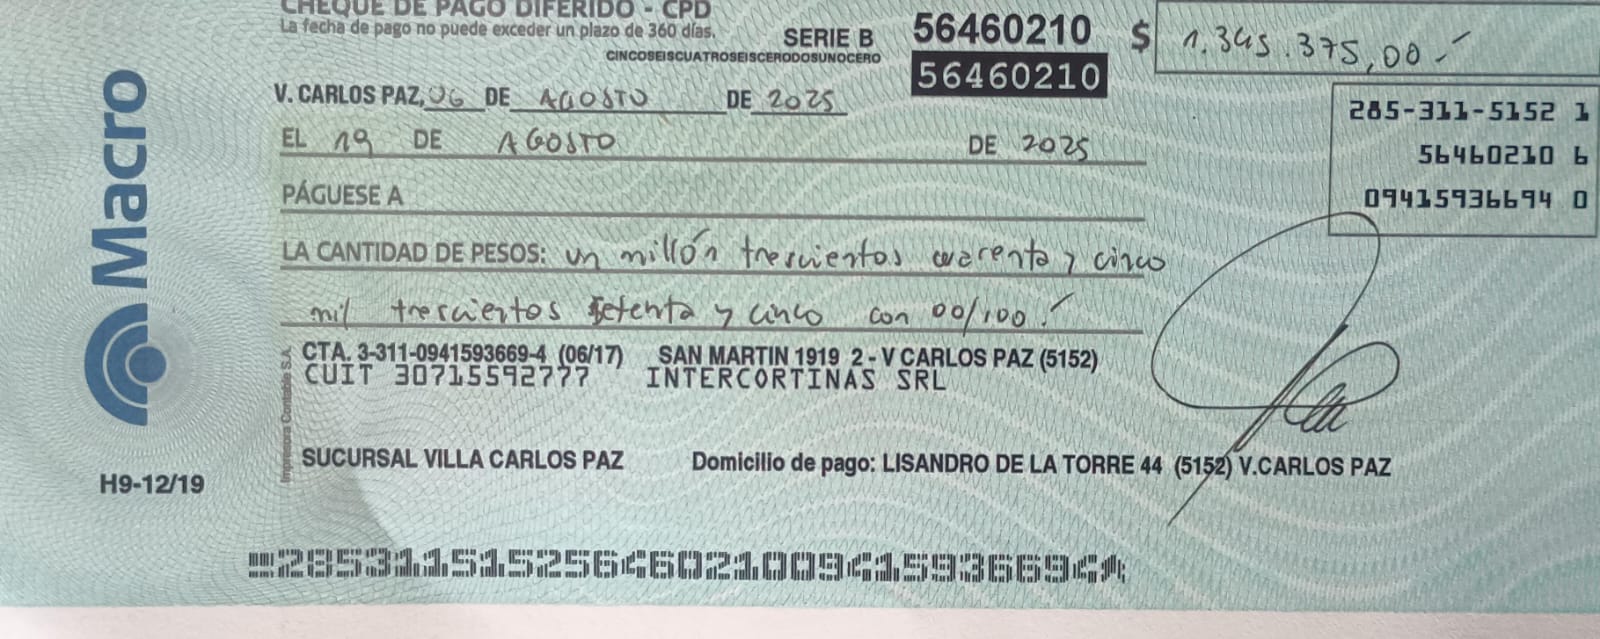 CHEQUE DE PAGO DIFERIDO - CPD
La fecha de pago no puede exceder un plazo de 360 días.
SERIE B 56460210
CINCOSEISCUATROSEISCERODOSUNOCERO
56460210
$ 1.345.375,00.-
V. CARLOS PAZ, 06 DE AGOSTO DE 2025
EL 19 DE AGOSTO DE 2025
285-311-5152 1
56460210 6
09415936694 0
PÁGUESE A
LA CANTIDAD DE PESOS: un millón trescientos cuarenta y cinco
mil trescientos setenta y cinco con 00/100.-
CTA. 3-311-0941593669-4 (06/17) SAN MARTIN 1919 2 - V CARLOS PAZ (5152)
CUIT 30715592777 INTERCORTINAS SRL
SUCURSAL VILLA CARLOS PAZ Domicilio de pago: LISANDRO DE LA TORRE 44 (5152) V.CARLOS PAZ
Impresora Contable S.A.
Macro
H9-12/19
28531151525646021009415936694